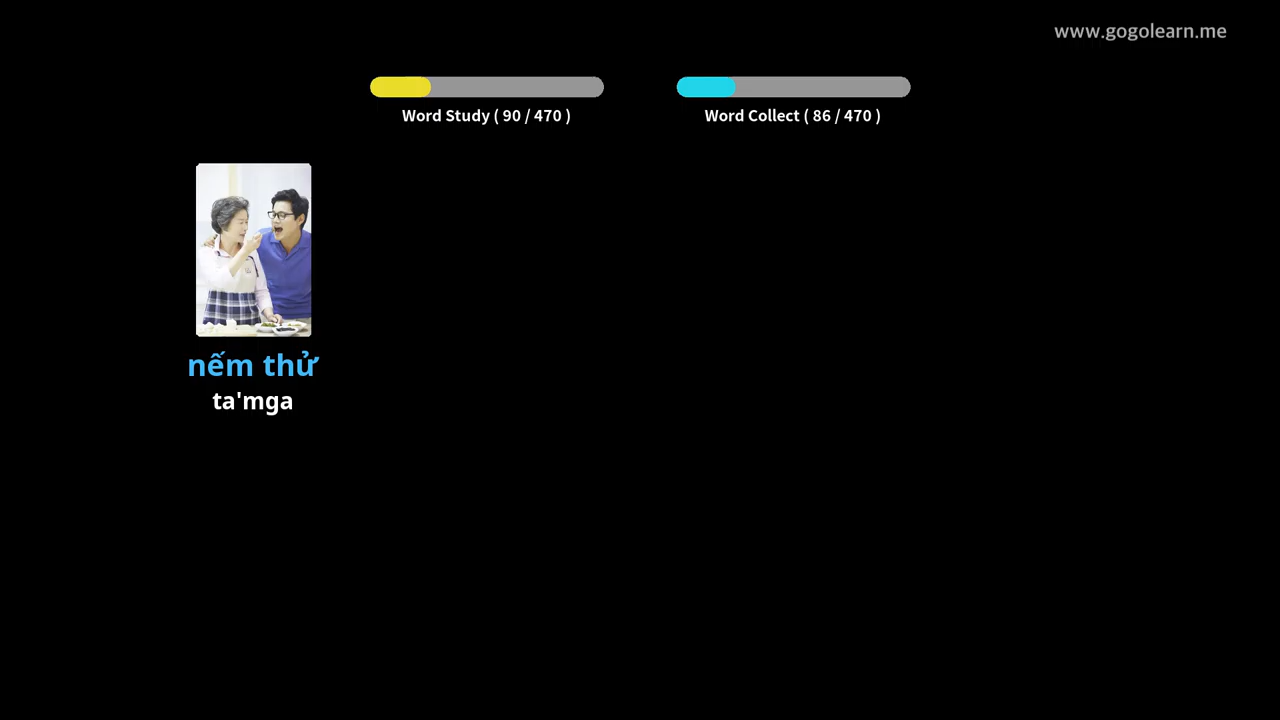 www.gogolearn.me
Word Study ( 90 / 470 )
Word Collect ( 86 / 470 )
nếm thử
ta'mga